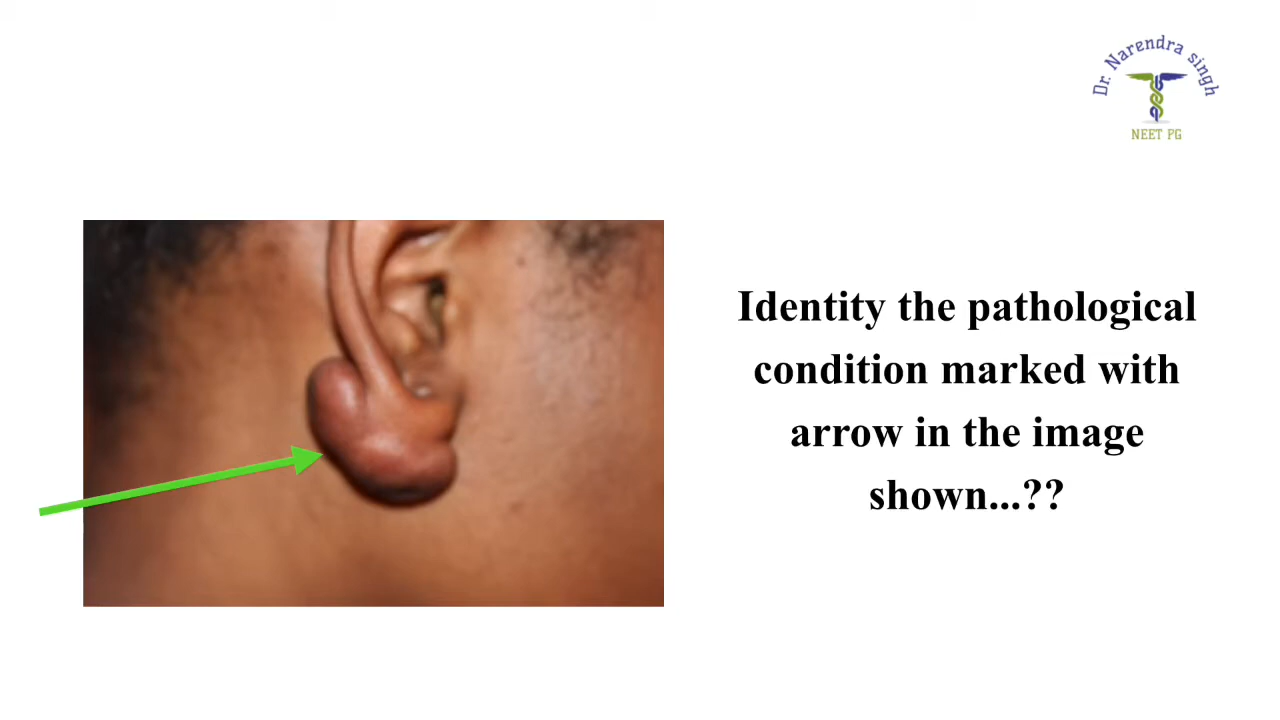 Dr. Narendra singh
NEET PG
Identity the pathological
condition marked with
arrow in the image
shown...??